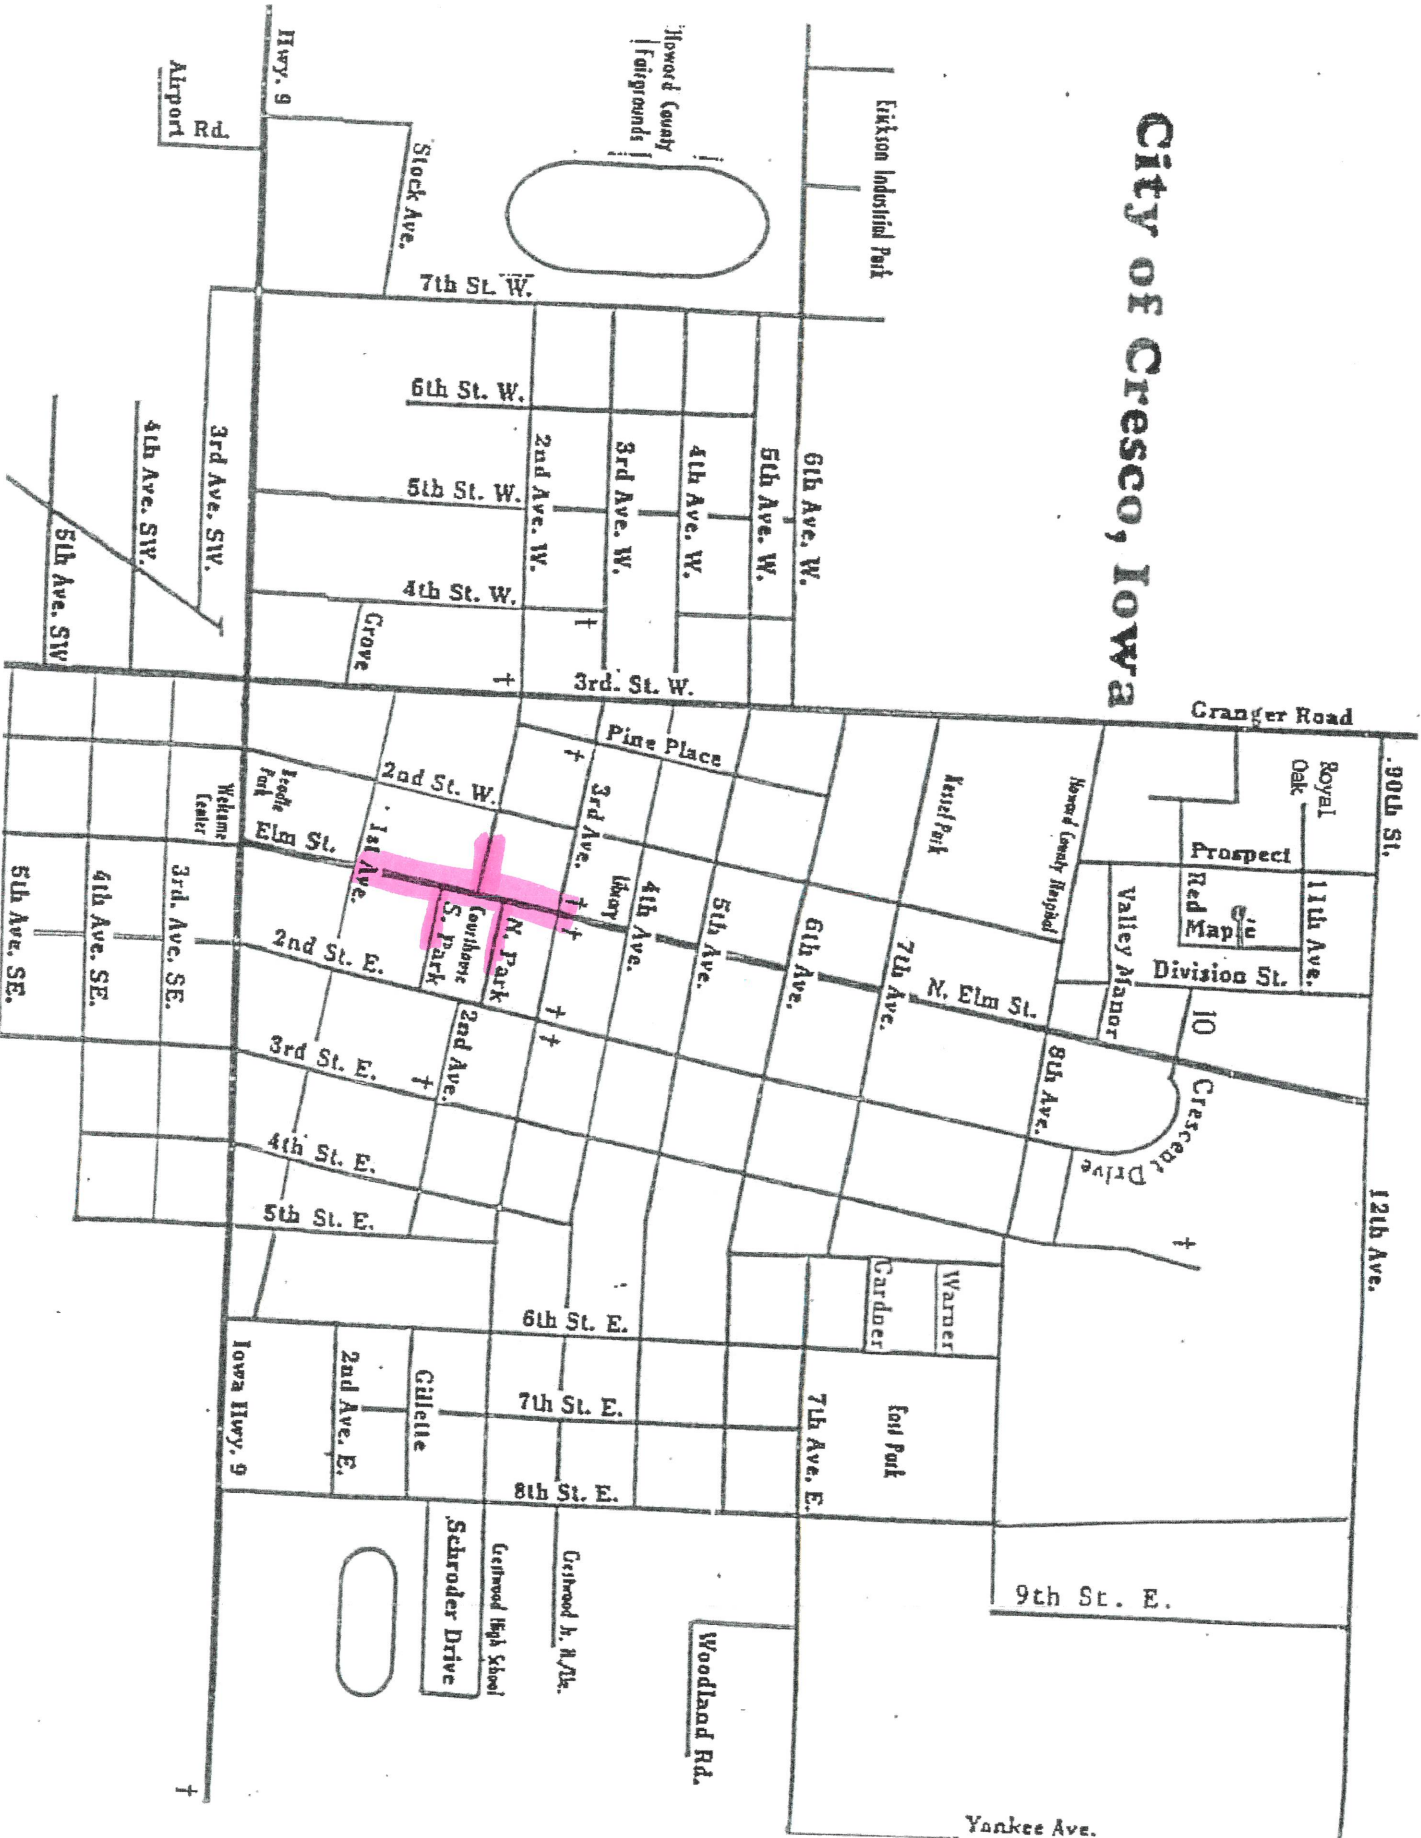 City of Cresco, Iowa
Erickson Industrial Park
Howard County
Fairgrounds
Hwy. 9
Airport Rd.
Stock Ave.
7th St. W.
6th St. W.
5th St. W.
4th St. W.
Grove
2nd Ave. W.
3rd Ave. W.
4th Ave. W.
5th Ave. W.
6th Ave. W.
3rd Ave. SW.
4th Ave. SW.
5th Ave. SW
3rd. St. W.
Granger Road
90th St.
Royal
Oak
Prospect
11th Ave.
Red
Maple
Division St.
Valley Manor
10
Crescent Drive
12th Ave.
Howard County Hospital
Kessel Park
Pine Place
2nd St. W.
Beadle
Park
Welcome
Center
Elm St.
1st Ave.
3rd Ave.
Library
4th Ave.
5th Ave.
6th Ave.
7th Ave.
N. Elm St.
8th Ave.
N. Park
Courthouse
S. Park
2nd Ave.
2nd St. E.
3rd St. E.
4th St. E.
5th St. E.
3rd. Ave. SE.
4th Ave. SE.
5th Ave. SE.
6th St. E.
7th St. E.
8th St. E.
Gardner
Warner
East Park
7th Ave. E.
Gillette
2nd Ave. E.
Iowa Hwy. 9
Schroder Drive
Crestwood High School
Woodland Rd.
9th St. E.
Yankee Ave.